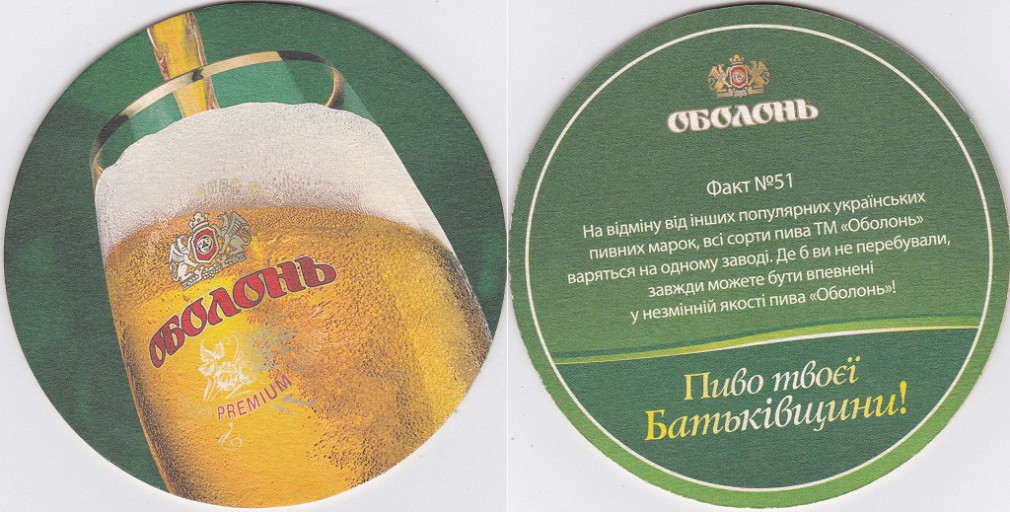 ОБОЛОНЬ
PREMIUM
ОБОЛОНЬ
Факт №51
На відміну від інших популярних українських
пивних марок, всі сорти пива ТМ «Оболонь»
варяться на одному заводі. Де б ви не перебували,
завжди можете бути впевнені
у незмінній якості пива «Оболонь»!
Пиво твоєї
Батьківщини!